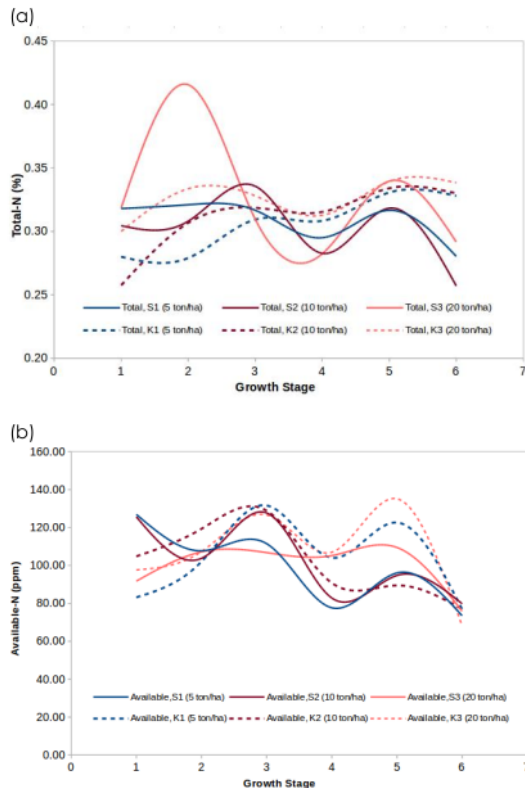 (a)
0.45
0.40
0.35
0.30
0.25
0.20
Total-N (%)
Total, S1 (5 ton/ha) Total, S2 (10 ton/ha) Total, S3 (20 ton/ha)
Total, K1 (5 ton/ha) Total, K2 (10 ton/ha) Total, K3 (20 ton/ha)
0 1 2 3 4 5 6 7
Growth Stage
(b)
160.00
140.00
120.00
100.00
80.00
60.00
40.00
20.00
0.00
Available-N (ppm)
Available,S1 (5 ton/ha) Available,S2 (10 ton/ha) Available,S3 (20 ton/ha)
Available, K1 (5 ton/ha) Available, K2 (10 ton/ha) Available, K3 (20 ton/ha)
0 1 2 3 4 5 6 7
Growth Stage